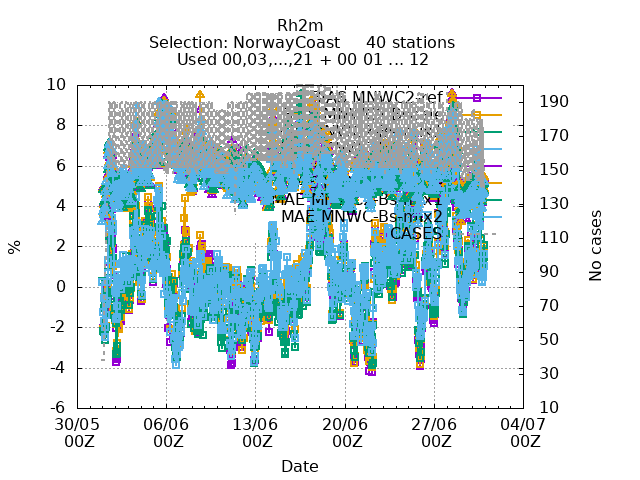 Rh2m
Selection: NorwayCoast 40 stations
Used 00,03,...,21 + 00 01 ... 12
MNWC2-ref
MAE MNWC-Bs-mix2
CASES
10
8
6
4
2
0
-2
-4
-6
190
170
150
130
110
90
70
50
30
10
%
No cases
30/05 06/06 13/06 20/06 27/06 04/07
00Z 00Z 00Z 00Z 00Z 00Z
Date